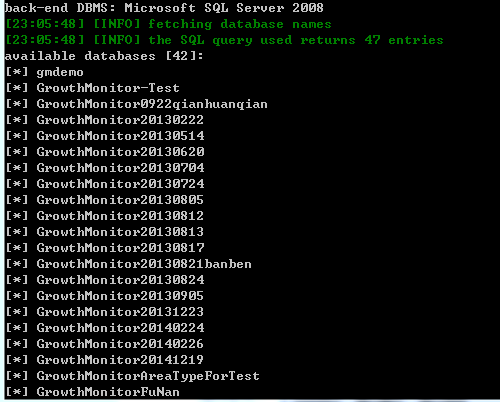 back-end DBMS: Microsoft SQL Server 2008
[23:05:48] [INFO] fetching database names
[23:05:48] [INFO] the SQL query used returns 47 entries
available databases [42]:
[*] gmdemo
[*] GrowthMonitor-Test
[*] GrowthMonitor0922qianhuanqian
[*] GrowthMonitor20130222
[*] GrowthMonitor20130514
[*] GrowthMonitor20130620
[*] GrowthMonitor20130704
[*] GrowthMonitor20130724
[*] GrowthMonitor20130805
[*] GrowthMonitor20130812
[*] GrowthMonitor20130813
[*] GrowthMonitor20130817
[*] GrowthMonitor20130821banben
[*] GrowthMonitor20130824
[*] GrowthMonitor20130905
[*] GrowthMonitor20131223
[*] GrowthMonitor20140224
[*] GrowthMonitor20140226
[*] GrowthMonitor20141219
[*] GrowthMonitorAreaTypeForTest
[*] GrowthMonitorFuNan